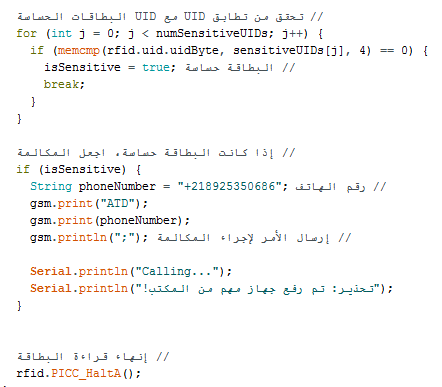 // تحقق من تطابق UID مع UID البطاقات الحساسة
for (int j = 0; j < numSensitiveUIDs; j++) {
if (memcmp(rfid.uid.uidByte, sensitiveUIDs[j], 4) == 0) {
isSensitive = true; // البطاقة حساسة
break;
}
}
// إذا كانت البطاقة حساسة، اجعل المكالمة
if (isSensitive) {
String phoneNumber = "+218925350686"; // رقم الهاتف
gsm.print("ATD");
gsm.print(phoneNumber);
gsm.println(";"); // إرسال الأمر لإجراء المكالمة
Serial.println("Calling...");
Serial.println("تحذير: تم رفع جهاز مهم من المكتب!");
}
// إنهاء قراءة البطاقة
rfid.PICC_HaltA();